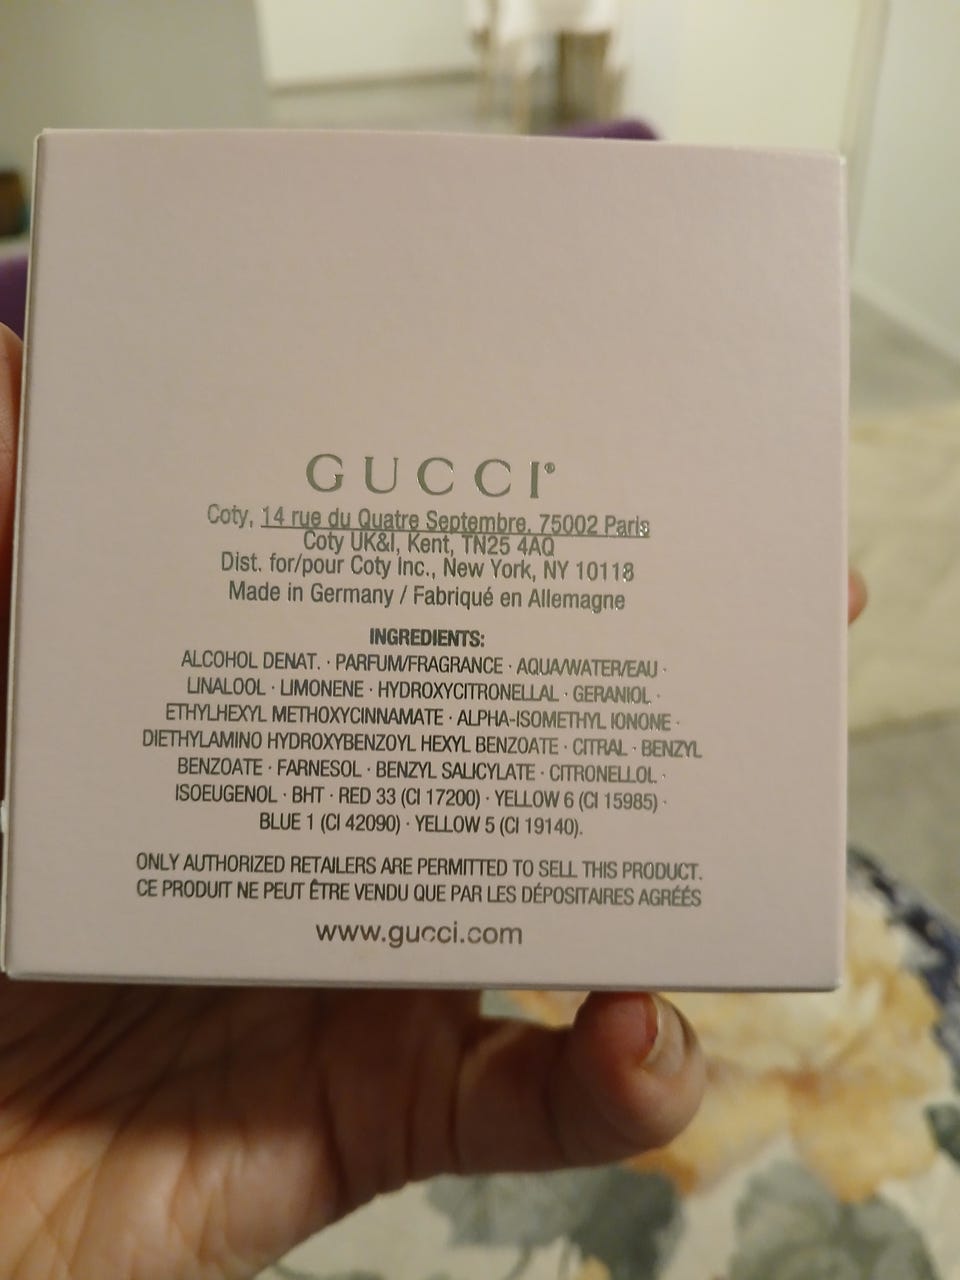 GUCCI®
Coty, 14 rue du Quatre Septembre, 75002 Paris
Coty UK&I, Kent, TN25 4AQ
Dist. for/pour Coty Inc., New York, NY 10118
Made in Germany / Fabriqué en Allemagne
INGREDIENTS:
ALCOHOL DENAT. · PARFUM/FRAGRANCE · AQUA/WATER/EAU ·
LINALOOL · LIMONENE · HYDROXYCITRONELLAL · GERANIOL ·
ETHYLHEXYL METHOXYCINNAMATE · ALPHA-ISOMETHYL IONONE ·
DIETHYLAMINO HYDROXYBENZOYL HEXYL BENZOATE · CITRAL · BENZYL
BENZOATE · FARNESOL · BENZYL SALICYLATE · CITRONELLOL ·
ISOEUGENOL · BHT · RED 33 (CI 17200) · YELLOW 6 (CI 15985) ·
BLUE 1 (CI 42090) · YELLOW 5 (CI 19140).
ONLY AUTHORIZED RETAILERS ARE PERMITTED TO SELL THIS PRODUCT.
CE PRODUIT NE PEUT ÊTRE VENDU QUE PAR LES DÉPOSITAIRES AGRÉÉS
www.gucci.com